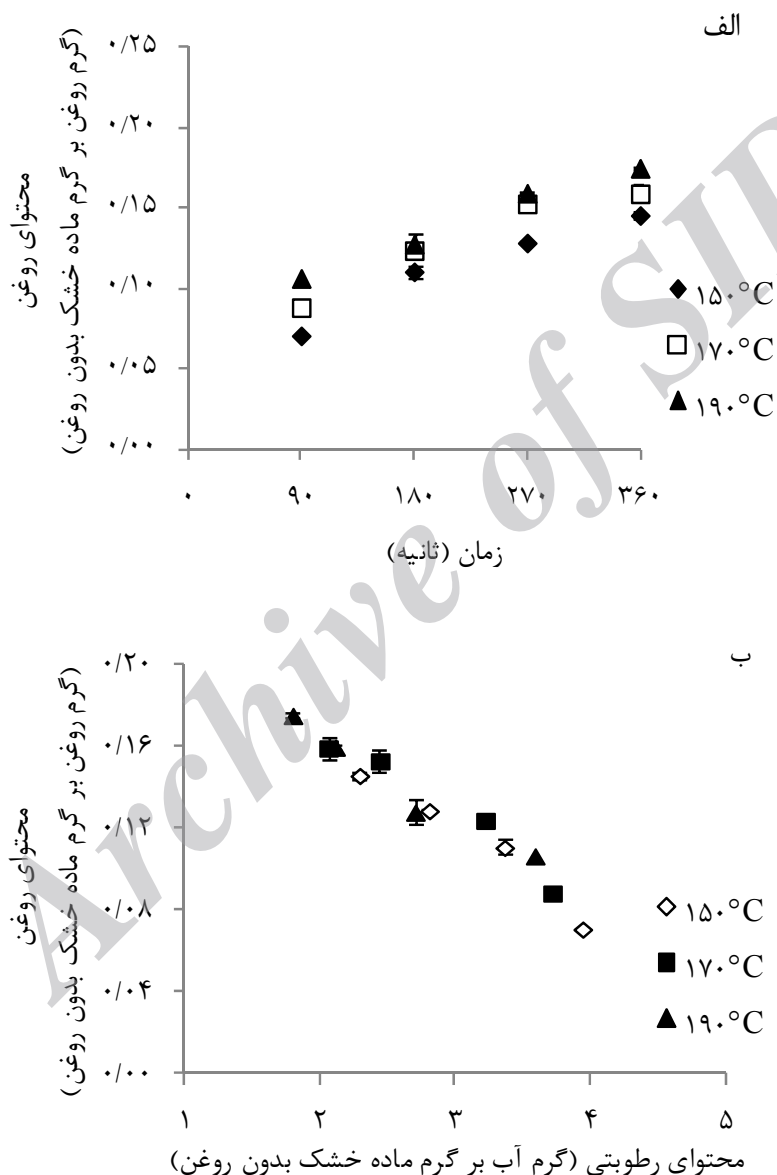 الف
محتوای روغن
(گرم روغن بر گرم ماده خشک بدون روغن)
۰/۲۵
۰/۲۰
۰/۱۵
۰/۱۰
۰/۰۵
۰/۰۰
۱۵۰°C
۱۷۰°C
۱۹۰°C
۰ ۹۰ ۱۸۰ ۲۷۰ ۳۶۰
زمان (ثانیه)
ب
محتوای روغن
(گرم روغن بر گرم ماده خشک بدون روغن)
۰/۲۰
۰/۱۶
۰/۱۲
۰/۰۸
۰/۰۴
۰/۰۰
۱۵۰°C
۱۷۰°C
۱۹۰°C
۱ ۲ ۳ ۴ ۵
محتوای رطوبتی (گرم آب بر گرم ماده خشک بدون روغن)
Archive of SID